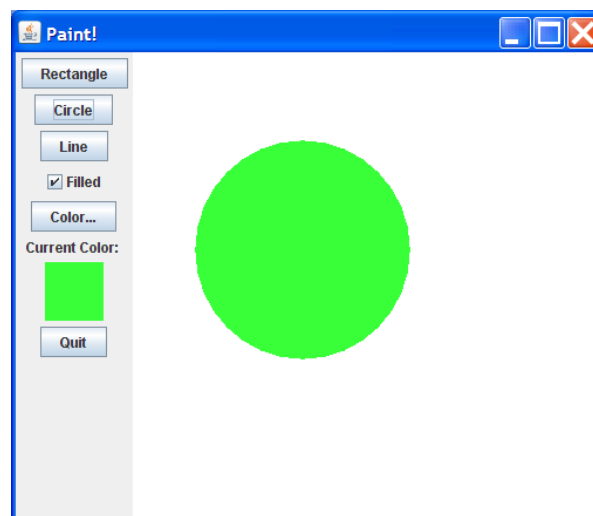 Paint!
Rectangle
Circle
Line
Filled
Color...
Current Color:
Quit